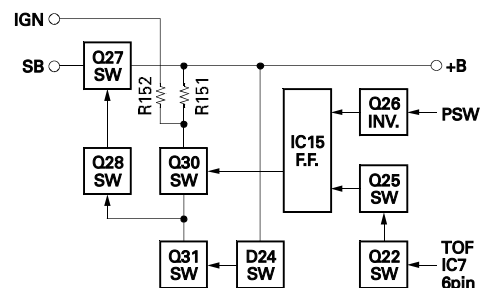 IGN
SB
Q27
SW
R152
R151
+B
Q26
INV.
PSW
IC15
F.F.
Q28
SW
Q30
SW
Q25
SW
Q31
SW
D24
SW
Q22
SW
TOF
IC7
6pin